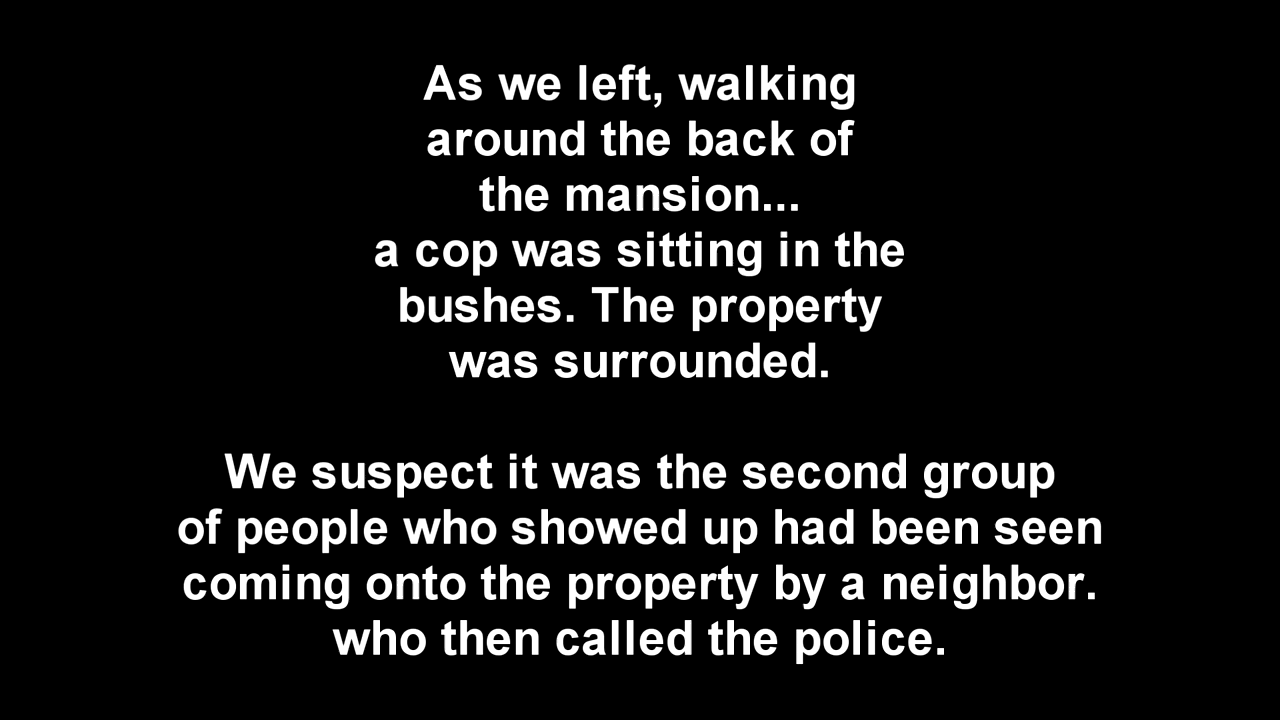 As we left, walking
around the back of
the mansion...
a cop was sitting in the
bushes. The property
was surrounded.
We suspect it was the second group
of people who showed up had been seen
coming onto the property by a neighbor.
who then called the police.